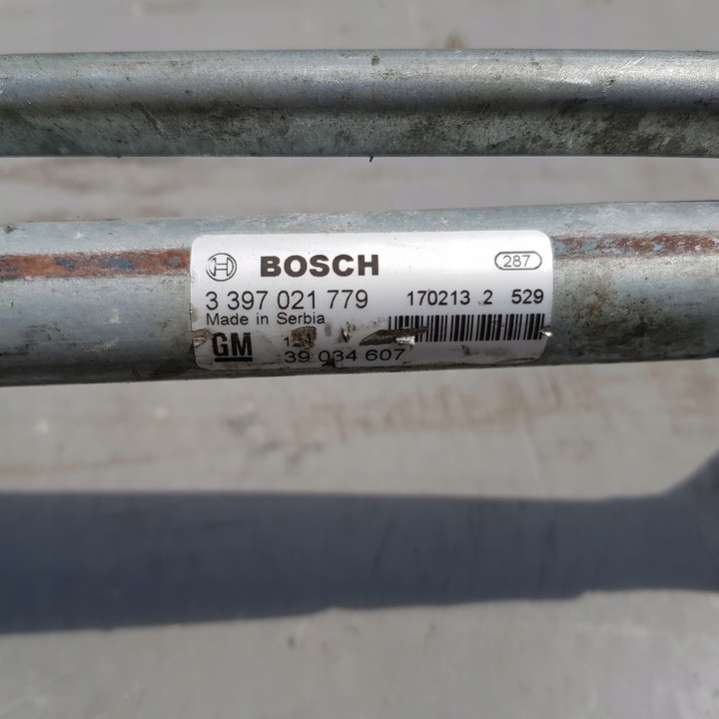 BOSCH 287
3 397 021 779 170213 2 529
Made in Serbia
GM
39 034 607